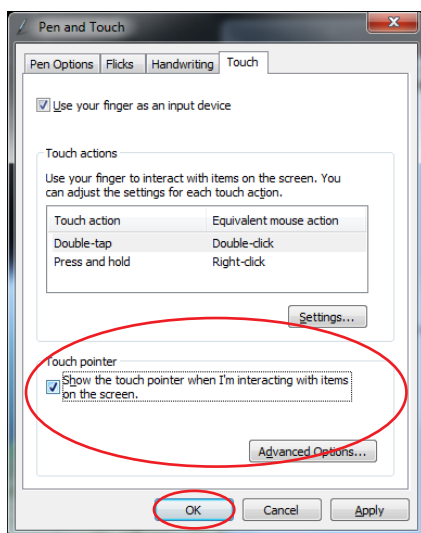 Pen and Touch
Pen Options Flicks Handwriting Touch
Use your finger as an input device
Touch actions
Use your finger to interact with items on the screen. You
can adjust the settings for each touch action.
Touch action Equivalent mouse action
Double-tap Double-click
Press and hold Right-click
Settings...
Touch pointer
Show the touch pointer when I'm interacting with items
on the screen.
Advanced Options...
OK Cancel Apply